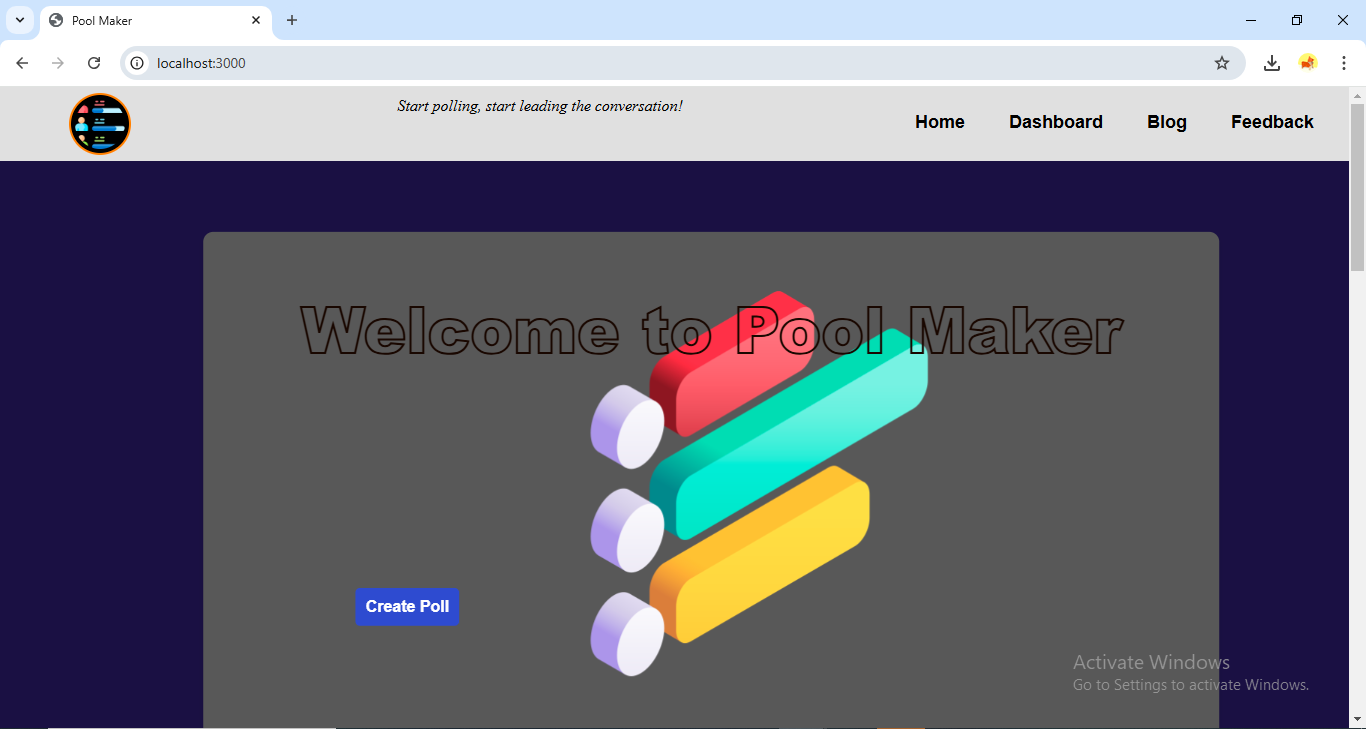 Pool Maker
localhost:3000
Start polling, start leading the conversation!
Home Dashboard Blog Feedback
Welcome to Pool Maker
Create Poll
Activate Windows
Go to Settings to activate Windows.